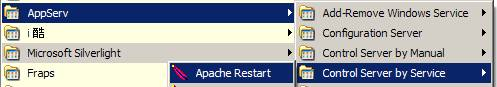 AppServ
i 酷
Microsoft Silverlight
Fraps
Apache Restart
Add-Remove Windows Service
Configuration Server
Control Server by Manual
Control Server by Service